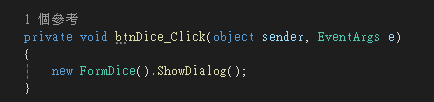 1 個參考
private void btnDice_Click(object sender, EventArgs e)
{
new FormDice().ShowDialog();
}